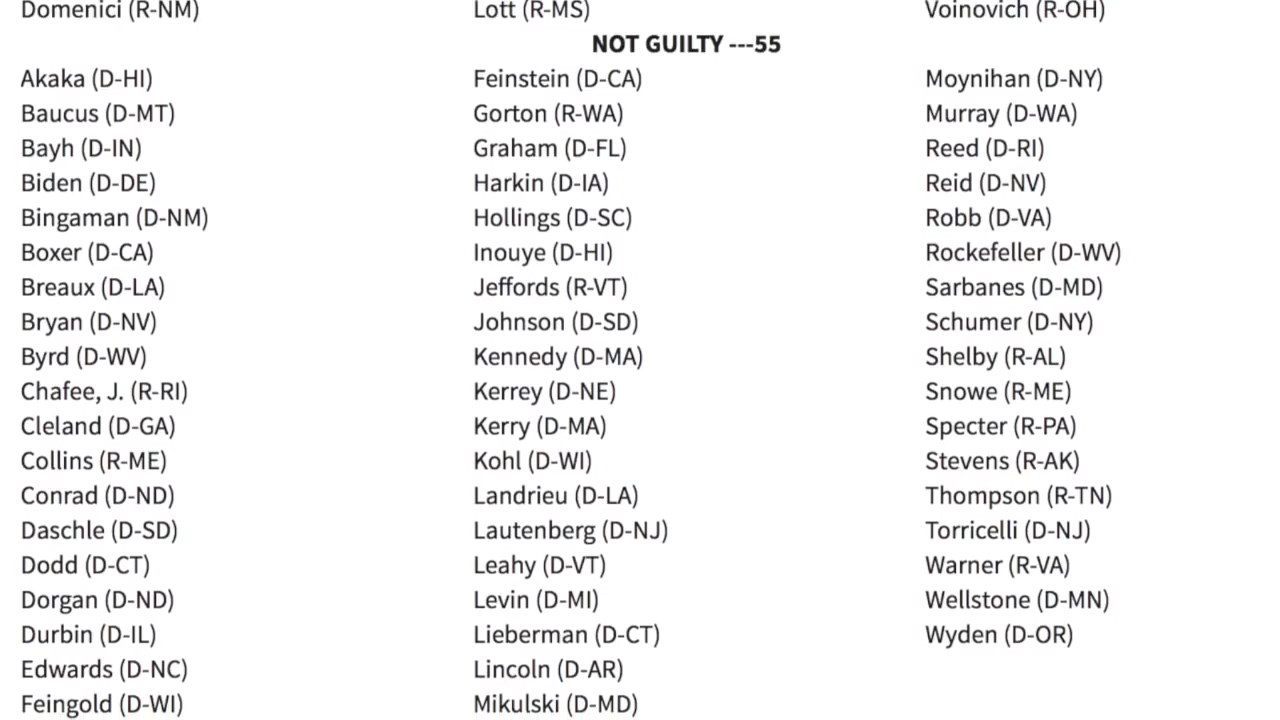 Domenici (R-NM) Lott (R-MS) Voinovich (R-OH)
NOT GUILTY ---55
Akaka (D-HI) Feinstein (D-CA) Moynihan (D-NY)
Baucus (D-MT) Gorton (R-WA) Murray (D-WA)
Bayh (D-IN) Graham (D-FL) Reed (D-RI)
Biden (D-DE) Harkin (D-IA) Reid (D-NV)
Bingaman (D-NM) Hollings (D-SC) Robb (D-VA)
Boxer (D-CA) Inouye (D-HI) Rockefeller (D-WV)
Breaux (D-LA) Jeffords (R-VT) Sarbanes (D-MD)
Bryan (D-NV) Johnson (D-SD) Schumer (D-NY)
Byrd (D-WV) Kennedy (D-MA) Shelby (R-AL)
Chafee, J. (R-RI) Kerrey (D-NE) Snowe (R-ME)
Cleland (D-GA) Kerry (D-MA) Specter (R-PA)
Collins (R-ME) Kohl (D-WI) Stevens (R-AK)
Conrad (D-ND) Landrieu (D-LA) Thompson (R-TN)
Daschle (D-SD) Lautenberg (D-NJ) Torricelli (D-NJ)
Dodd (D-CT) Leahy (D-VT) Warner (R-VA)
Dorgan (D-ND) Levin (D-MI) Wellstone (D-MN)
Durbin (D-IL) Lieberman (D-CT) Wyden (D-OR)
Edwards (D-NC) Lincoln (D-AR)
Feingold (D-WI) Mikulski (D-MD)